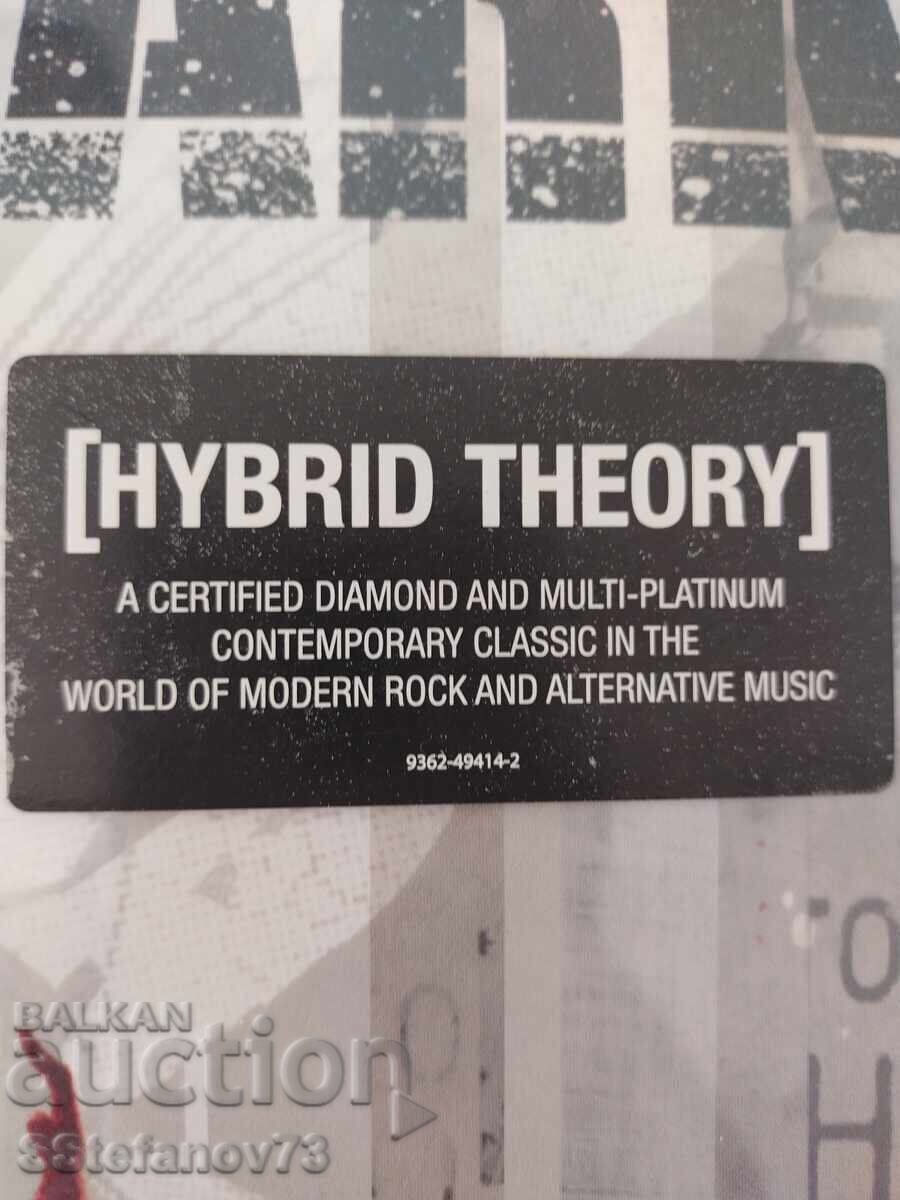 [HYBRID THEORY]
A CERTIFIED DIAMOND AND MULTI-PLATINUM
CONTEMPORARY CLASSIC IN THE
WORLD OF MODERN ROCK AND ALTERNATIVE MUSIC
9362-49414-2
BALKAN
auction
SStefanov73